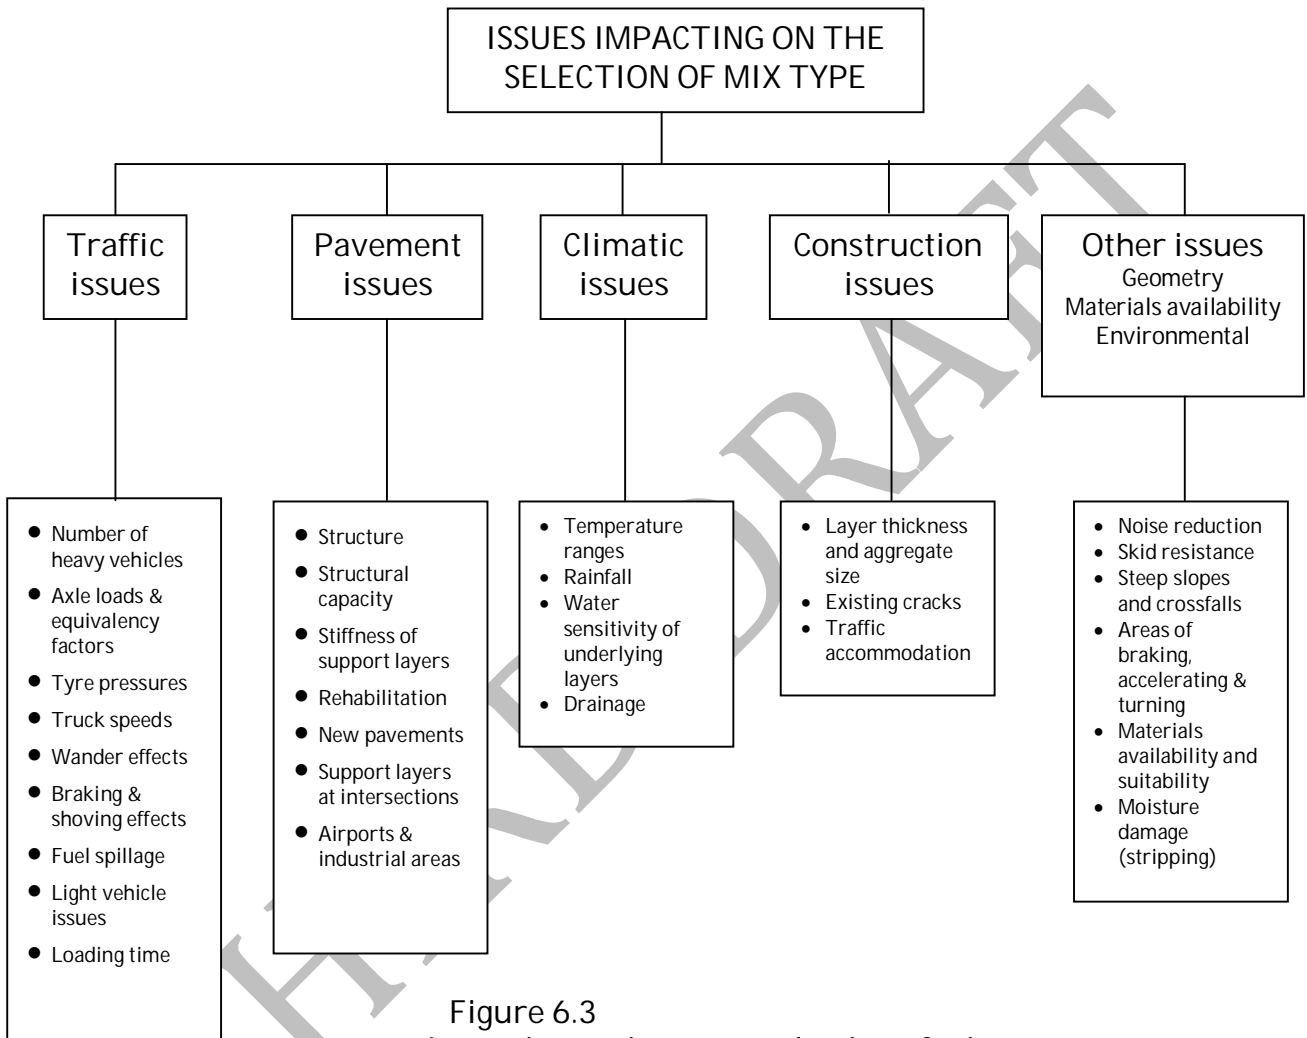 ISSUES IMPACTING ON THE
SELECTION OF MIX TYPE
Traffic
issues
Pavement
issues
Climatic
issues
Construction
issues
Other issues
Geometry
Materials availability
Environmental
● Number of
heavy vehicles
● Axle loads &
equivalency
factors
● Tyre pressures
● Truck speeds
● Wander effects
● Braking &
shoving effects
● Fuel spillage
● Light vehicle
issues
● Loading time
● Structure
● Structural
capacity
● Stiffness of
support layers
● Rehabilitation
● New pavements
● Support layers
at intersections
● Airports &
industrial areas
• Temperature
ranges
• Rainfall
• Water
sensitivity of
underlying
layers
• Drainage
• Layer thickness
and aggregate
size
• Existing cracks
• Traffic
accommodation
• Noise reduction
• Skid resistance
• Steep slopes
and crossfalls
• Areas of
braking,
accelerating &
turning
• Materials
availability and
suitability
• Moisture
damage
(stripping)
Figure 6.3
DRAFT